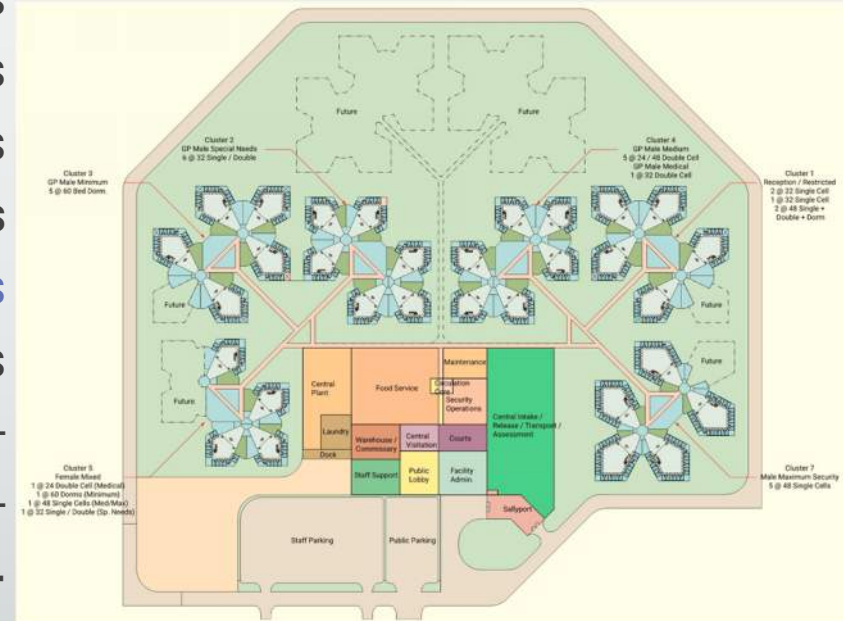 Future
Future
Cluster 2
GP Male Special Needs
6 @ 32 Single / Double
Cluster 4
GP Male Medium
5 @ 24 / 48 Double Cell
GP Male Medical
1 @ 32 Double Cell
Cluster 3
GP Male Minimum
5 @ 60 Bed Dorm
Cluster 1
Reception / Restricted
2 @ 32 Single Cell
1 @ 32 Single Cell
2 @ 48 Single +
Double + Dorm
Future
Future
Future
Future
Central
Plant
Food Service
Maintenance
Circulation
Core
Security
Operations
Central Intake /
Release / Transport /
Assessment
Laundry
Dock
Warehouse /
Commissary
Central
Visitation
Courts
Staff Support
Public
Lobby
Facility
Admin.
Sallyport
Cluster 5
Female Mixed
1 @ 24 Double Cell (Medical)
1 @ 60 Dorms (Minimum)
1 @ 48 Single Cells (Med/Max)
1 @ 32 Single / Double (Sp. Needs)
Cluster 7
Male Maximum Security
5 @ 48 Single Cells
Staff Parking
Public Parking